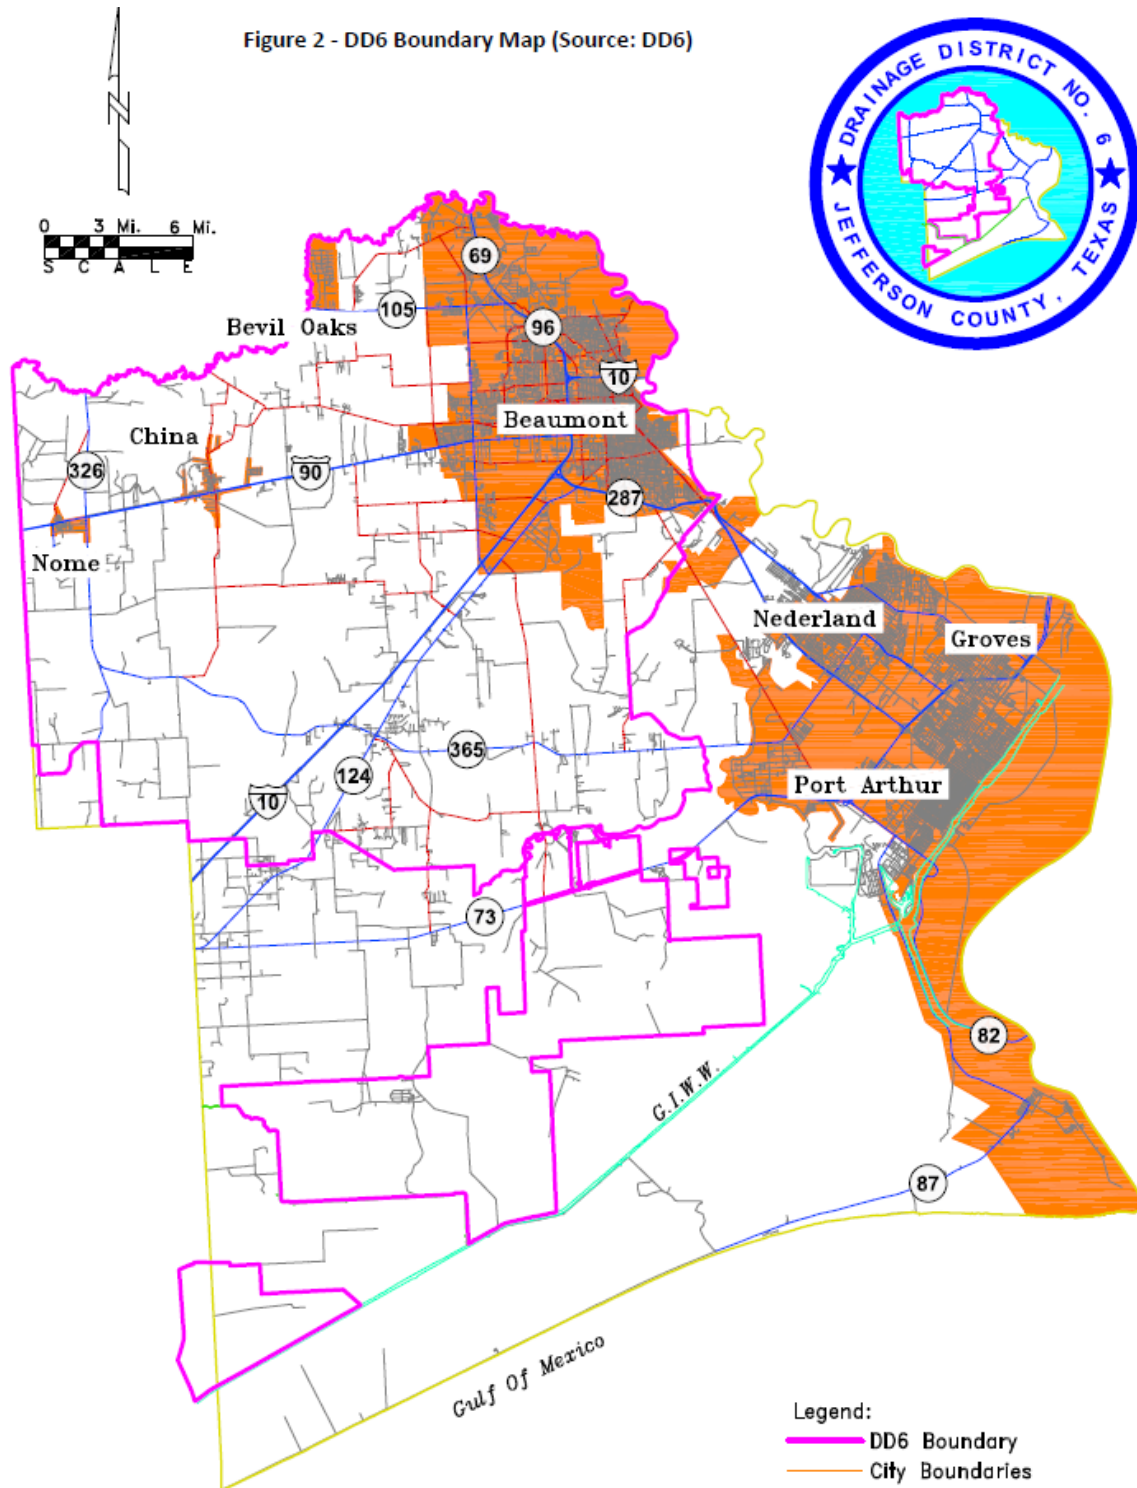 Figure 2 - DD6 Boundary Map (Source: DD6)
DRAINAGE DISTRICT NO. 6
JEFFERSON COUNTY, TEXAS
N
0 3 Mi. 6 Mi.
S C A L E
69
105
96
Bevil Oaks
10
Beaumont
China
326
90
287
Nome
Nederland
Groves
365
124
Port Arthur
10
73
82
G.I.W.W.
87
Gulf Of Mexico
Legend:
DD6 Boundary
City Boundaries